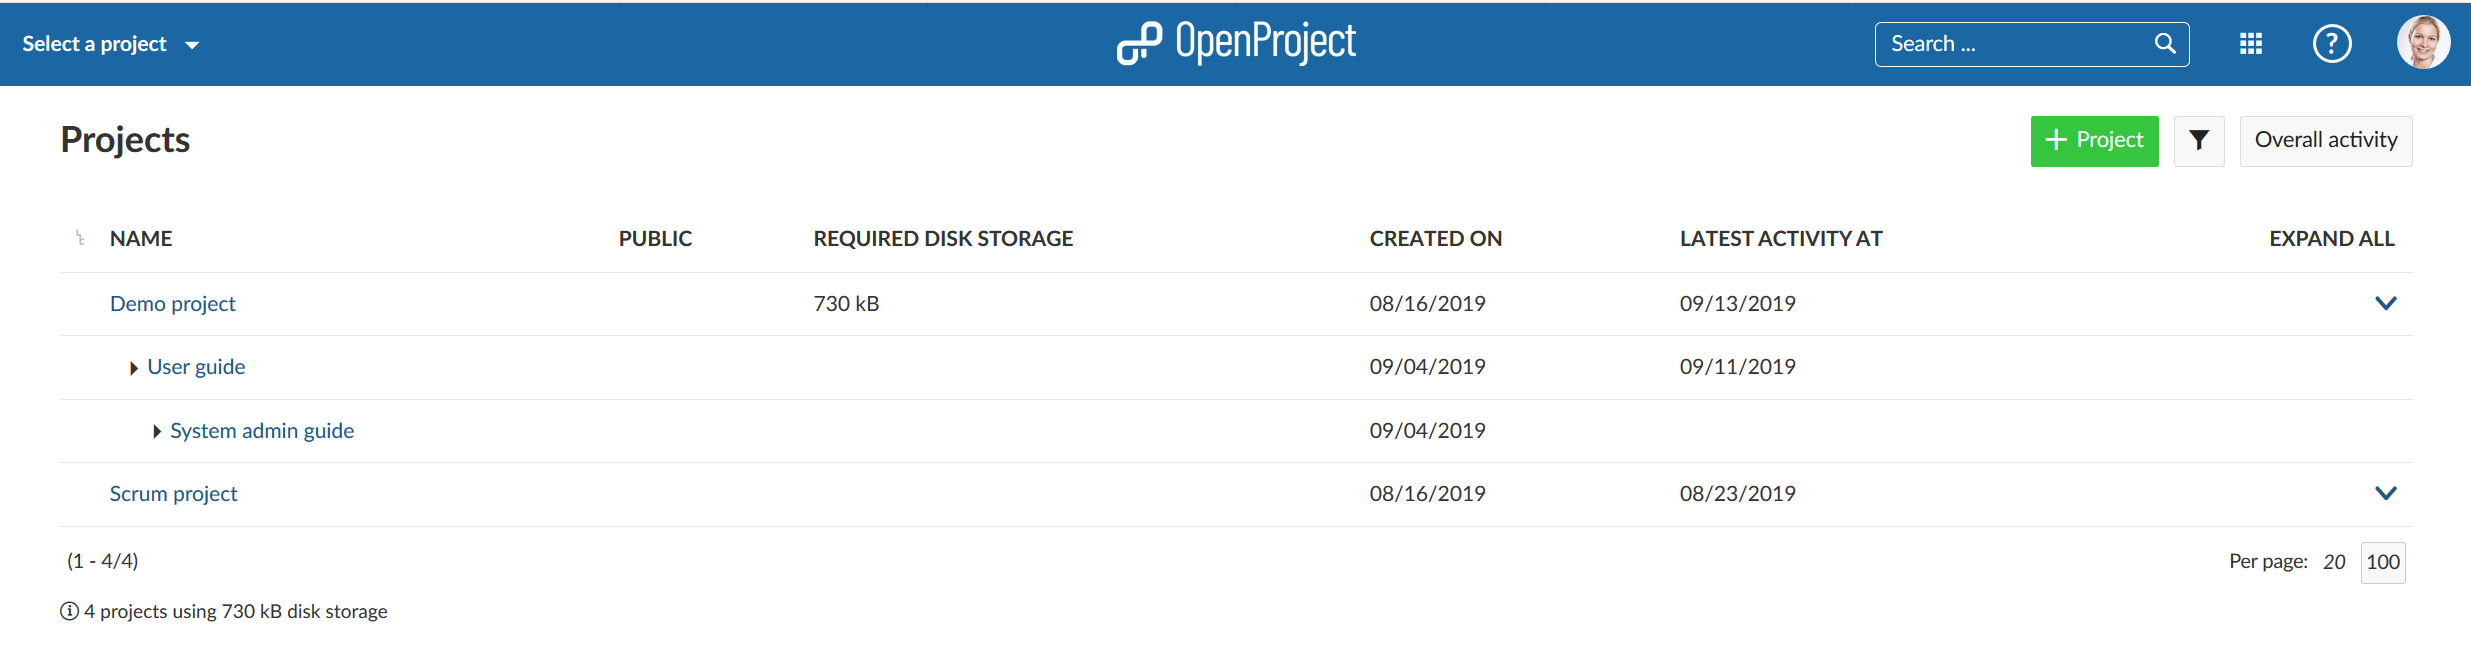 Select a project
OpenProject
Search ...
?
Projects
+ Project
Overall activity
NAME PUBLIC REQUIRED DISK STORAGE CREATED ON LATEST ACTIVITY AT EXPAND ALL
Demo project 730 kB 08/16/2019 09/13/2019
User guide 09/04/2019 09/11/2019
System admin guide 09/04/2019
Scrum project 08/16/2019 08/23/2019
(1 - 4/4) Per page: 20 100
4 projects using 730 kB disk storage